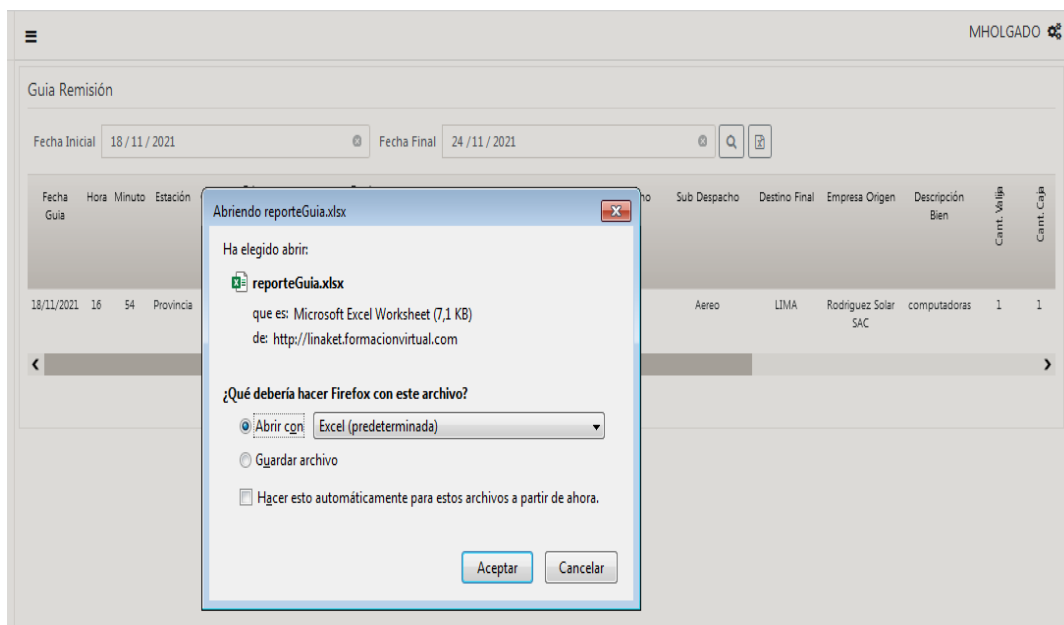 MHOLGADO
Guia Remisión
Fecha Inicial 18 / 11 / 2021 Fecha Final 24 / 11 / 2021
Fecha Guia Hora Minuto Estación Sub Despacho Destino Final Empresa Origen Descripción Bien Cant. Valija Cant. Caja
18/11/2021 16 54 Provincia Aereo LIMA Rodriguez Solar SAC computadoras 1 1
Abriendo reporteGuia.xlsx
Ha elegido abrir:
reporteGuia.xlsx
que es: Microsoft Excel Worksheet (7,1 KB)
de: http://linaket.formacionvirtual.com
¿Qué debería hacer Firefox con este archivo?
Abrir con Excel (predeterminada)
Guardar archivo
Hacer esto automáticamente para estos archivos a partir de ahora.
Aceptar Cancelar